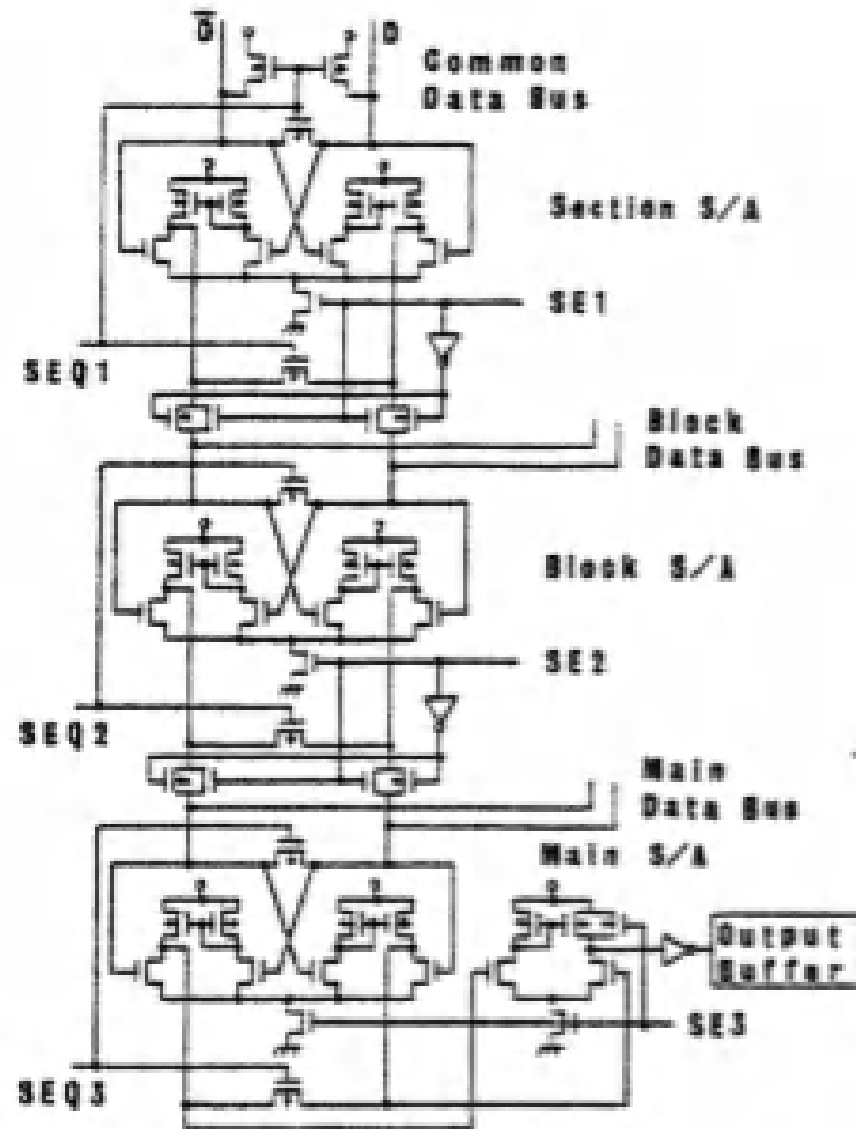 D̅ D
Common
Data Bus
Section S/A
SE1
SEQ1
Block
Data Bus
Block S/A
SE2
SEQ2
Main
Data Bus
Main S/A
Output
Buffer
SE3
SEQ3